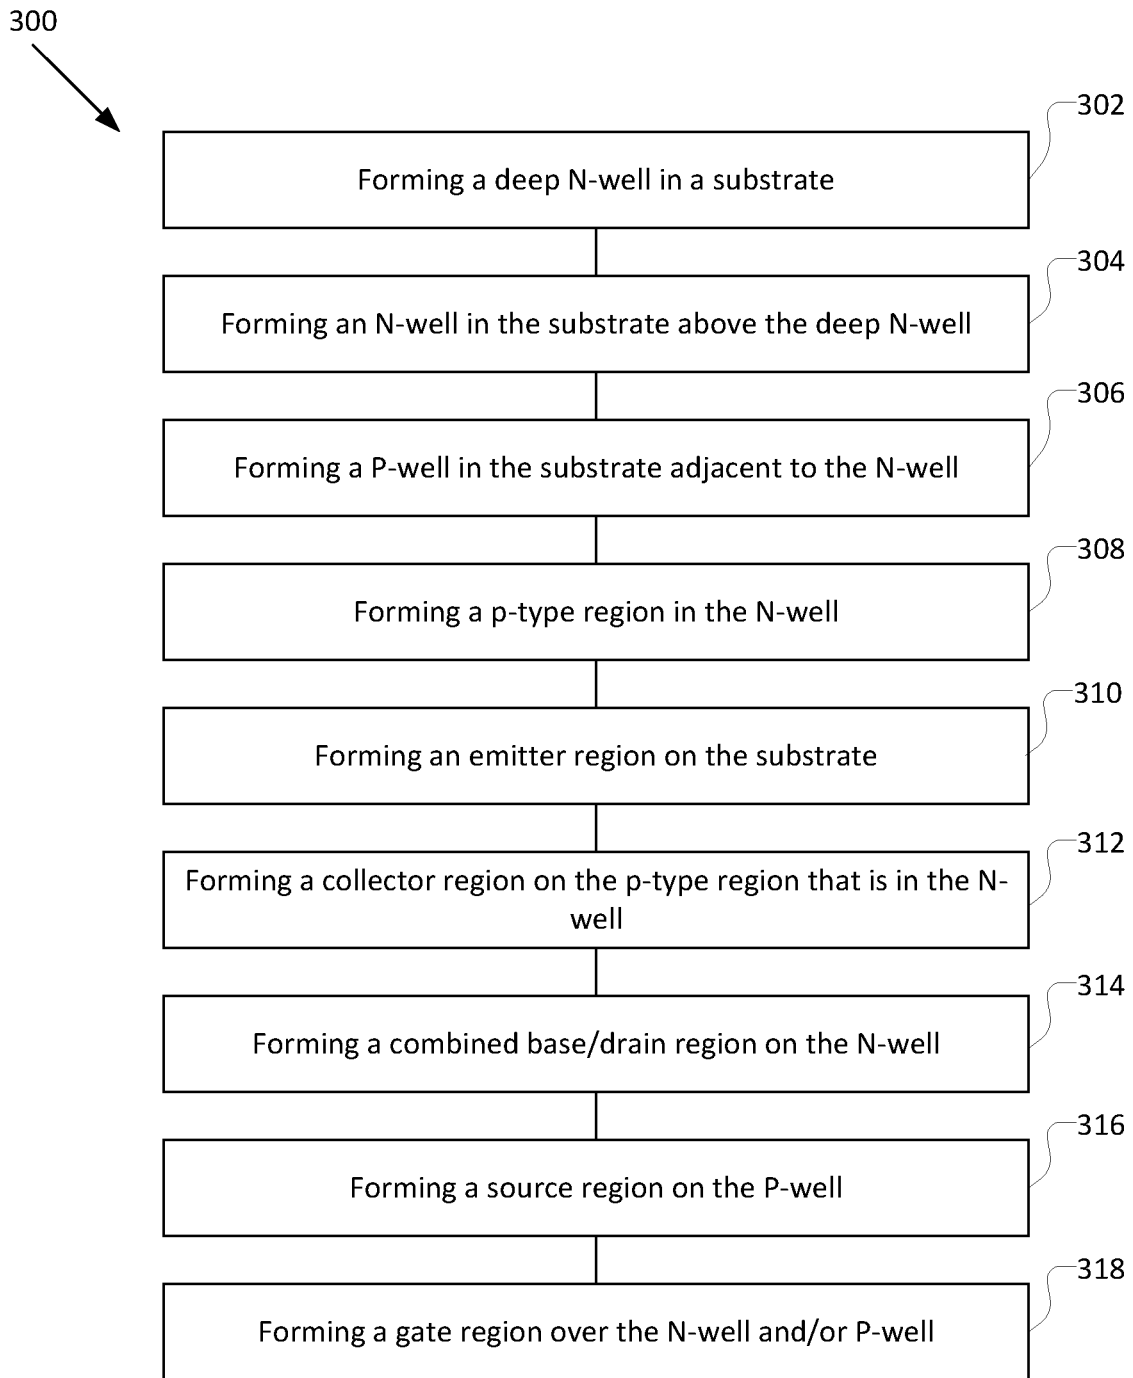 300
302
Forming a deep N-well in a substrate
304
Forming an N-well in the substrate above the deep N-well
306
Forming a P-well in the substrate adjacent to the N-well
308
Forming a p-type region in the N-well
310
Forming an emitter region on the substrate
312
Forming a collector region on the p-type region that is in the N-
well
314
Forming a combined base/drain region on the N-well
316
Forming a source region on the P-well
318
Forming a gate region over the N-well and/or P-well